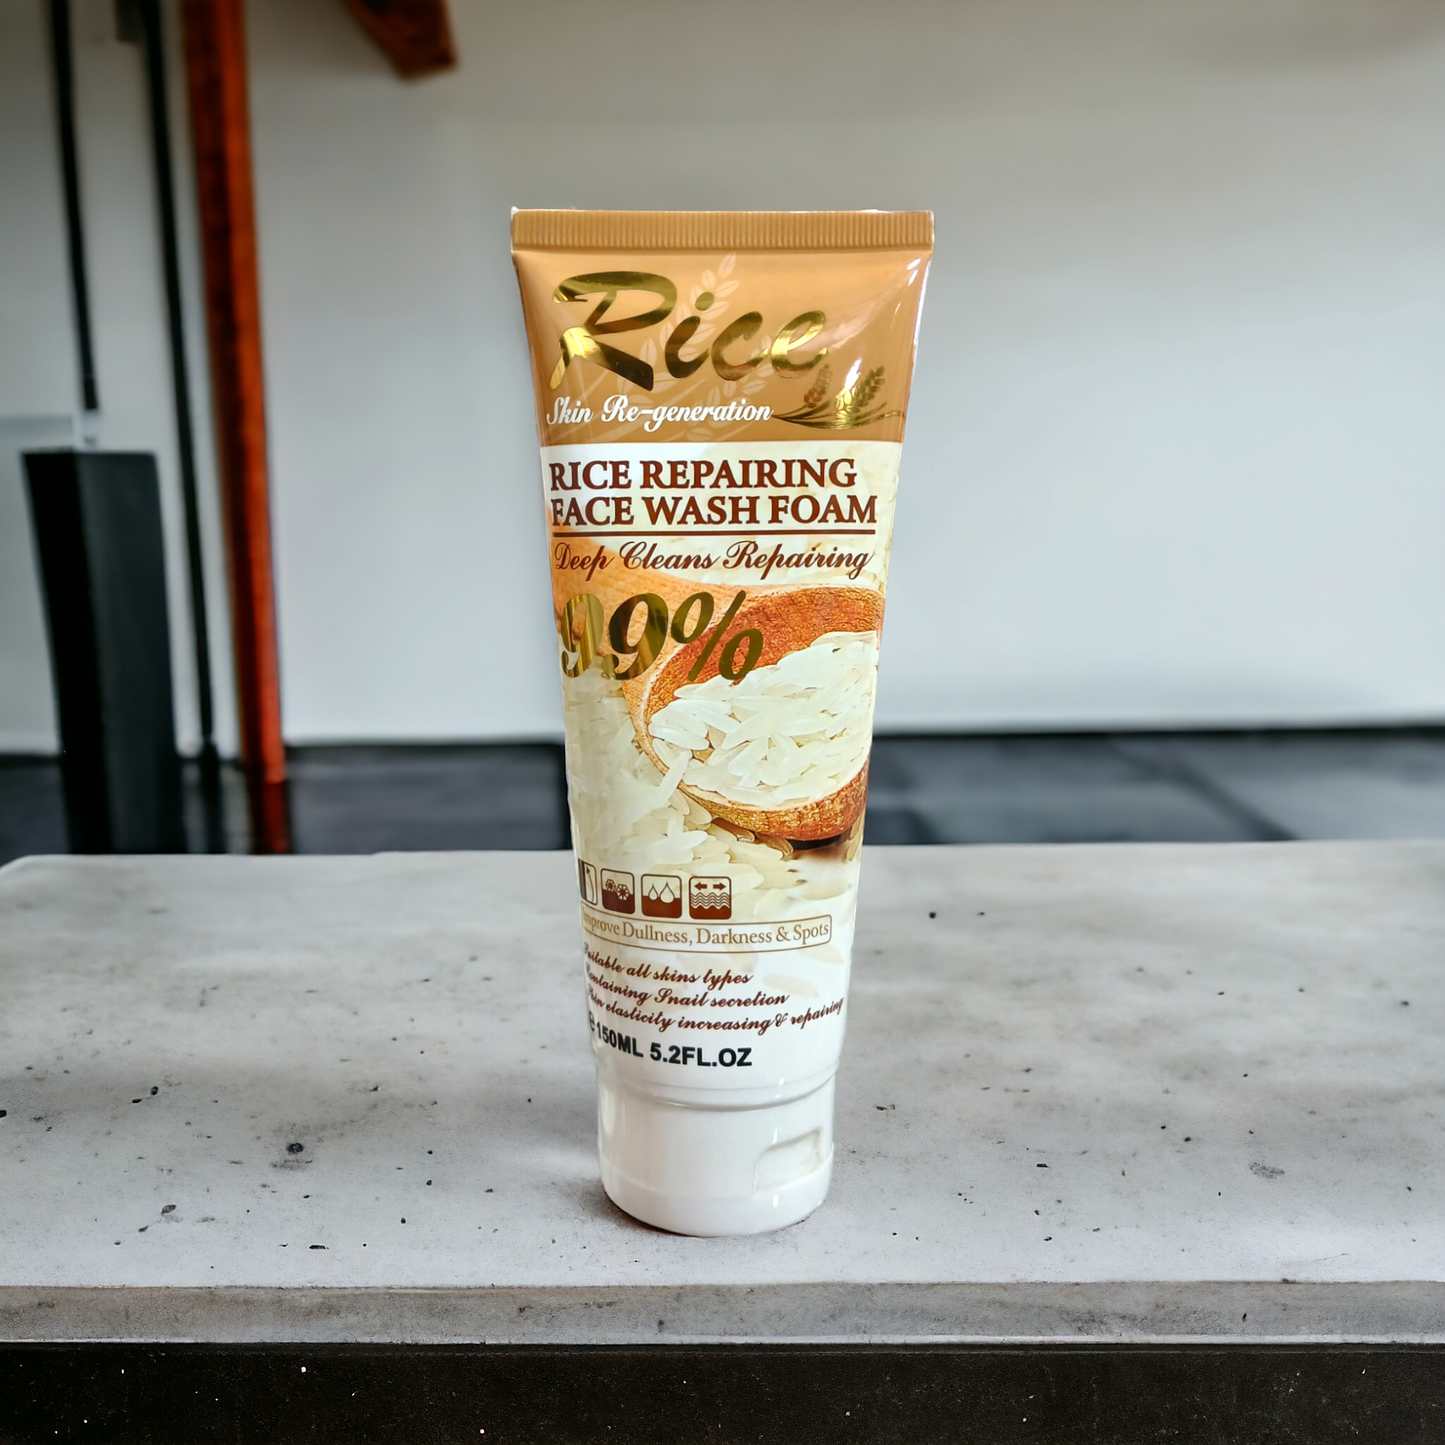 Rice
Skin Re-generation
RICE REPAIRING
FACE WASH FOAM
Deep Cleans Repairing
99%
Improve Dullness, Darkness & Spots
Suitable all skins types
Containing Snail secretion
Skin elasticity increasing & repairing
e 150ML 5.2FL.OZ